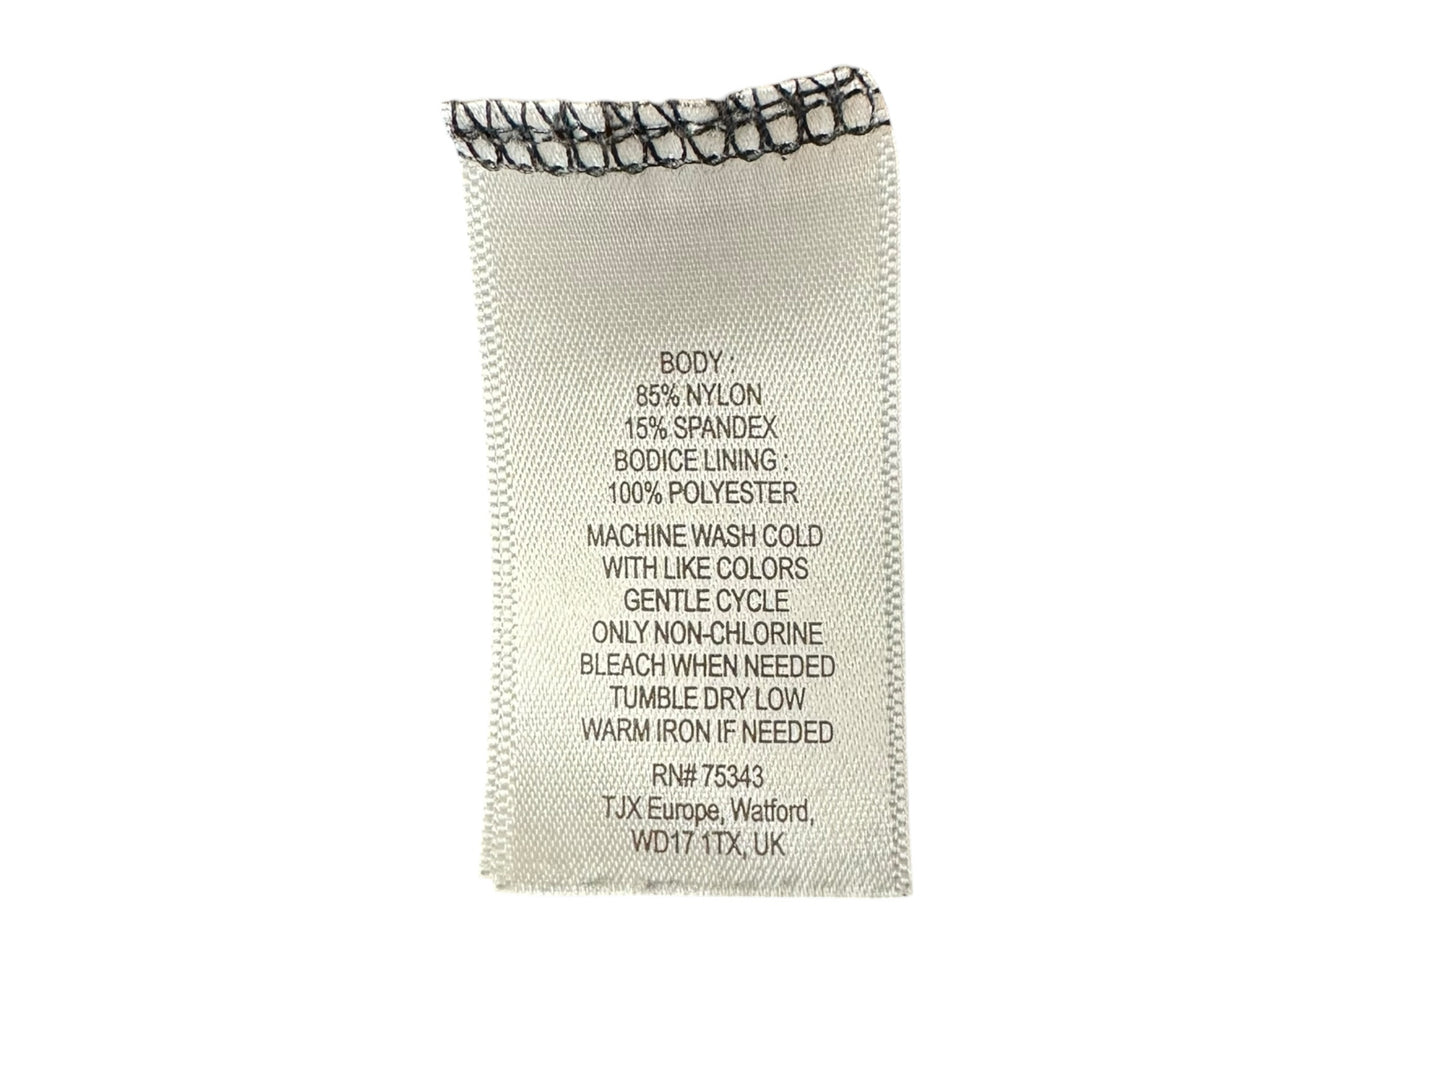 BODY :
85% NYLON
15% SPANDEX
BODICE LINING :
100% POLYESTER
MACHINE WASH COLD
WITH LIKE COLORS
GENTLE CYCLE
ONLY NON-CHLORINE
BLEACH WHEN NEEDED
TUMBLE DRY LOW
WARM IRON IF NEEDED
RN# 75343
TJX Europe, Watford,
WD17 1TX, UK